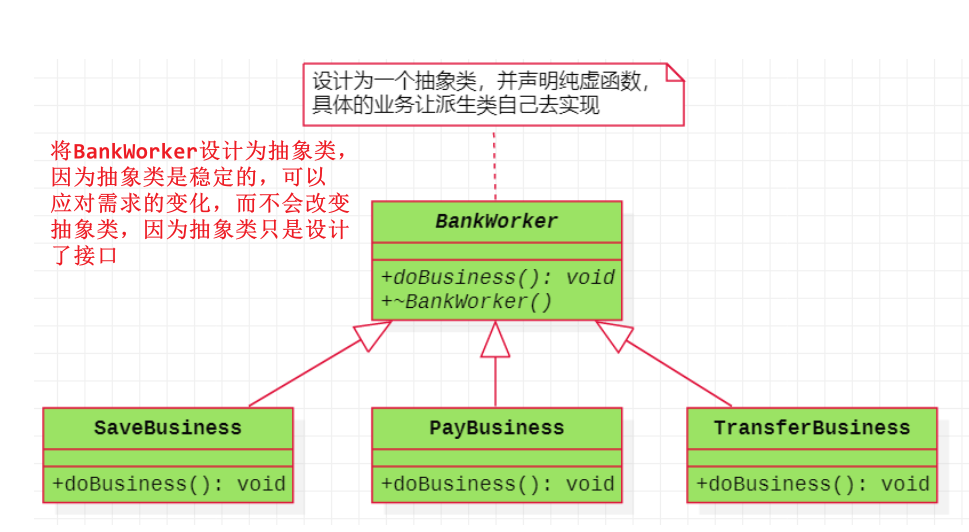 设计为一个抽象类，并声明纯虚函数，
具体的业务让派生类自己去实现
将BankWorker设计为抽象类，
因为抽象类是稳定的，可以
应对需求的变化，而不会改变
抽象类，因为抽象类只是设计
了接口
BankWorker
+doBusiness(): void
+~BankWorker()
SaveBusiness
+doBusiness(): void
PayBusiness
+doBusiness(): void
TransferBusiness
+doBusiness(): void